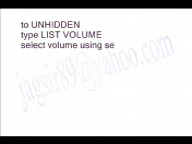 to UNHIDDEN
type LIST VOLUME
select volume using se
jagsir89@yahoo.com